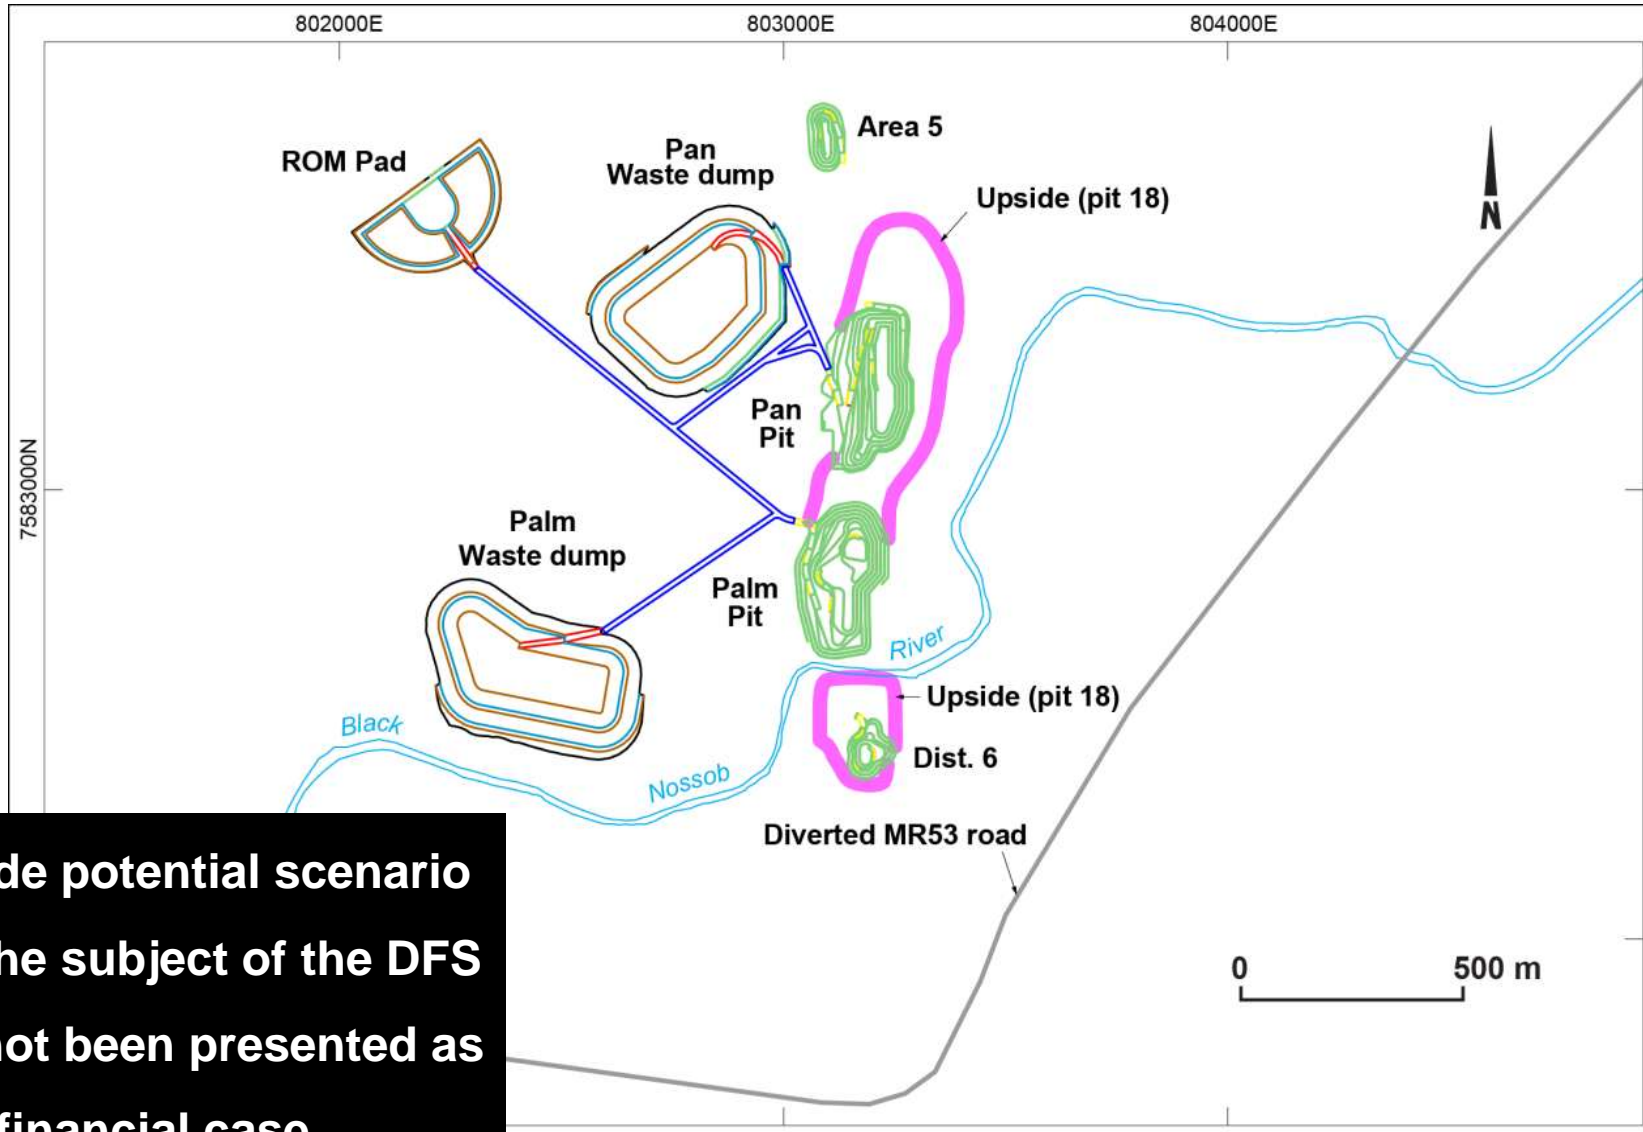 802000E
803000E
804000E
Area 5
ROM Pad
Pan
Waste dump
Upside (pit 18)
N
Pan
Pit
7583000N
Palm
Waste dump
Palm
Pit
River
Upside (pit 18)
Black
Dist. 6
Nossob
Diverted MR53 road
de potential scenario
he subject of the DFS
not been presented as
financial case
0
500 m